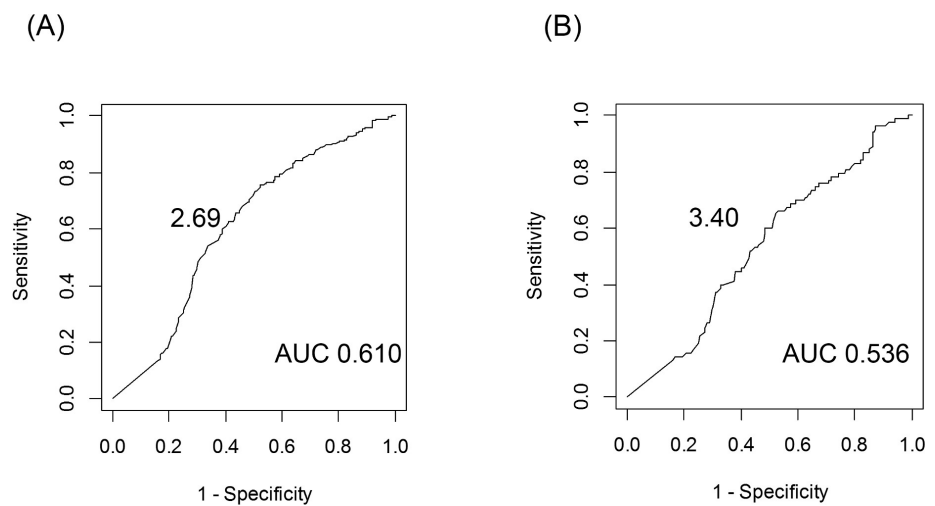 (A)
1.0
0.8
0.6
0.4
0.2
0.0
Sensitivity
2.69
AUC 0.610
0.0 0.2 0.4 0.6 0.8 1.0
1 - Specificity
(B)
1.0
0.8
0.6
0.4
0.2
0.0
Sensitivity
3.40
AUC 0.536
0.0 0.2 0.4 0.6 0.8 1.0
1 - Specificity